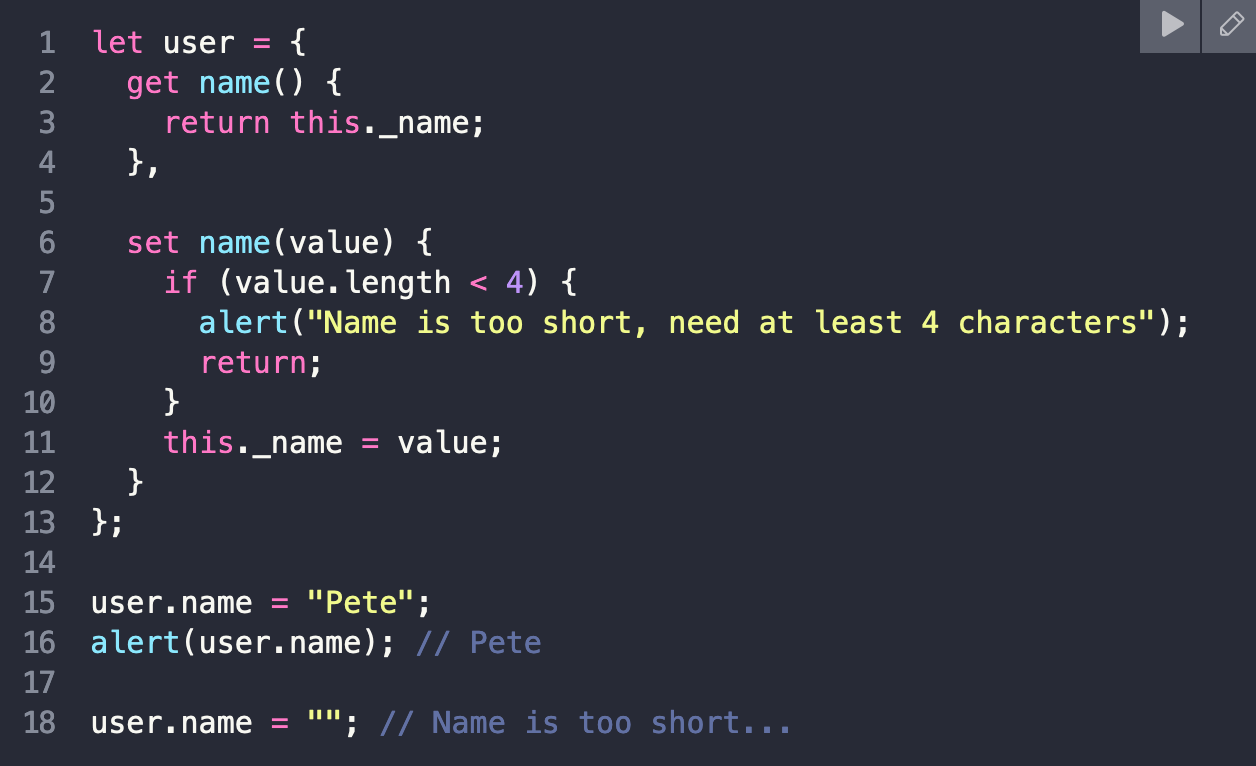 1 let user = {
2   get name() {
3     return this._name;
4   },
5
6   set name(value) {
7     if (value.length < 4) {
8       alert("Name is too short, need at least 4 characters");
9       return;
10     }
11     this._name = value;
12   }
13 };
14
15 user.name = "Pete";
16 alert(user.name); // Pete
17
18 user.name = ""; // Name is too short...